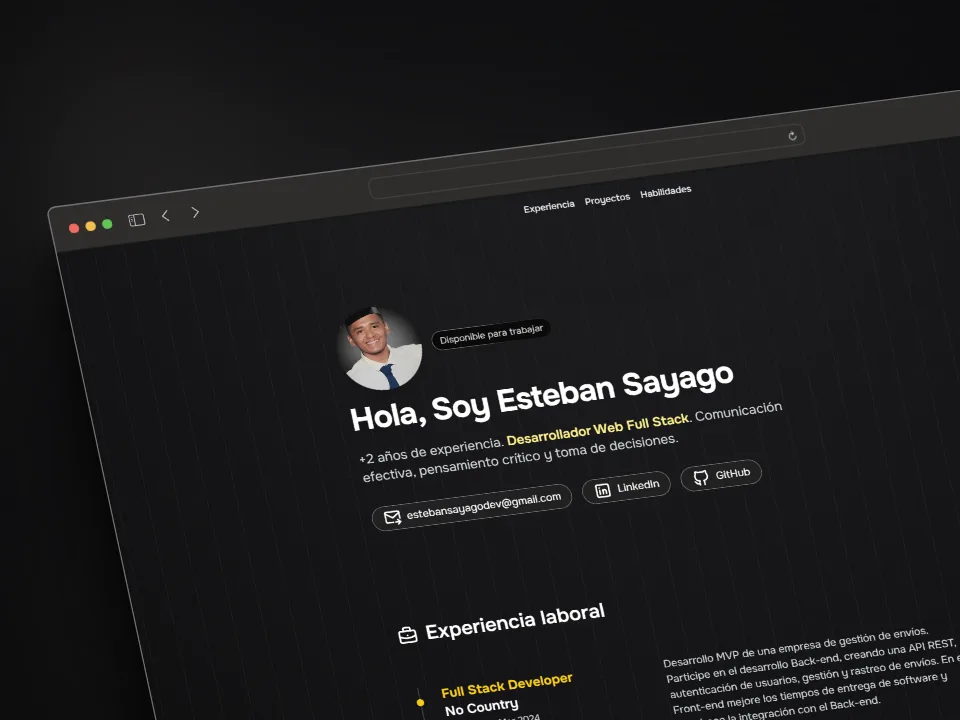 Experiencia Proyectos Habilidades
Disponible para trabajar
Hola, Soy Esteban Sayago
+2 años de experiencia. Desarrollador Web Full Stack. Comunicación
efectiva, pensamiento crítico y toma de decisiones.
estebansayagodev@gmail.com LinkedIn GitHub
Experiencia laboral
Full Stack Developer
No Country
2024
Desarrollo MVP de una empresa de gestión de envíos.
Participe en el desarrollo Back-end, creando una API REST,
autenticación de usuarios, gestión y rastreo de envíos. En
Front-end mejore los tiempos de entrega de software y
la integración con el Back-end.